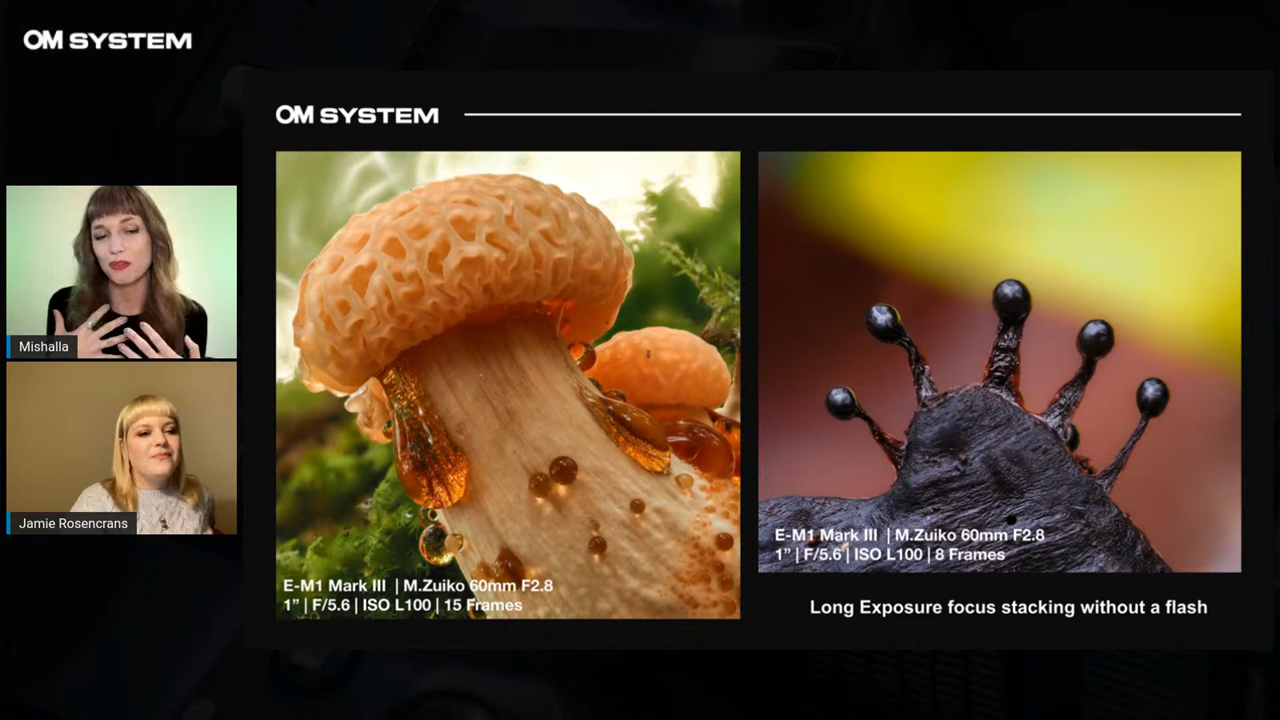 OM SYSTEM
OM SYSTEM
Mishalla
Jamie Rosencrans
E-M1 Mark III | M.Zuiko 60mm F2.8
1” | F/5.6 | ISO L100 | 15 Frames
E-M1 Mark III | M.Zuiko 60mm F2.8
1” | F/5.6 | ISO L100 | 8 Frames
Long Exposure focus stacking without a flash